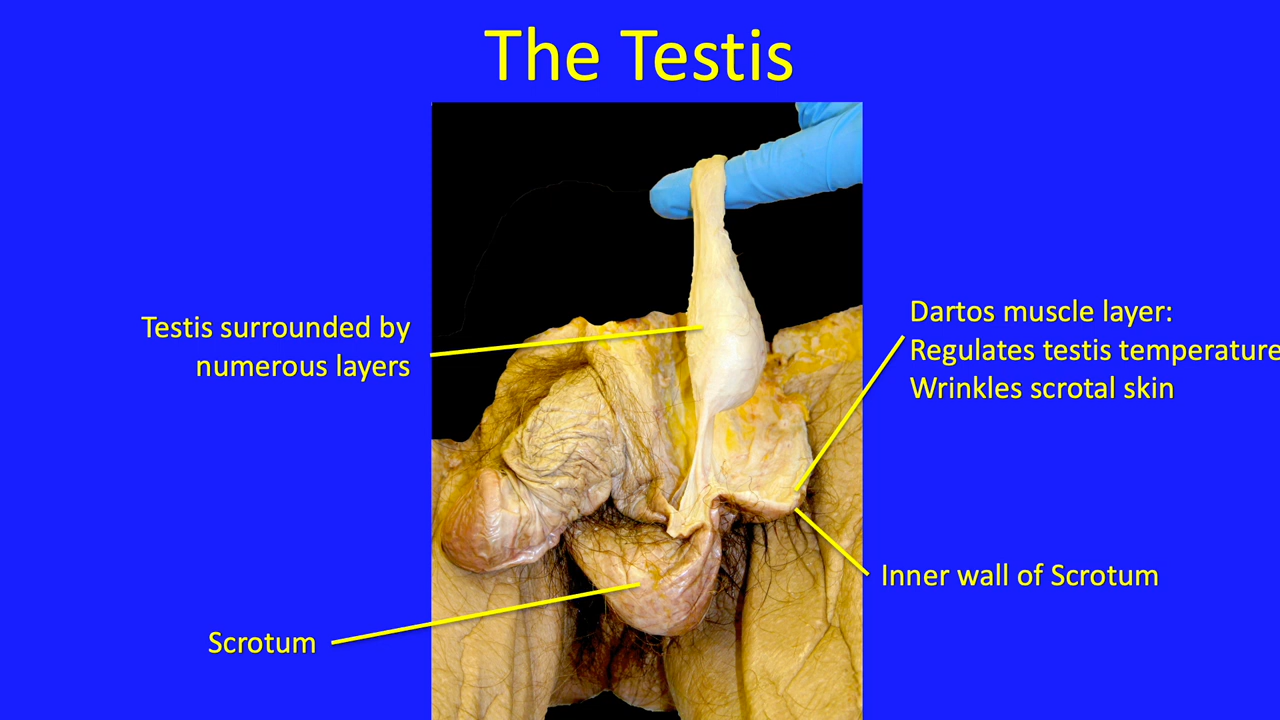 The Testis
Testis surrounded by
numerous layers
Dartos muscle layer:
Regulates testis temperature
Wrinkles scrotal skin
Inner wall of Scrotum
Scrotum